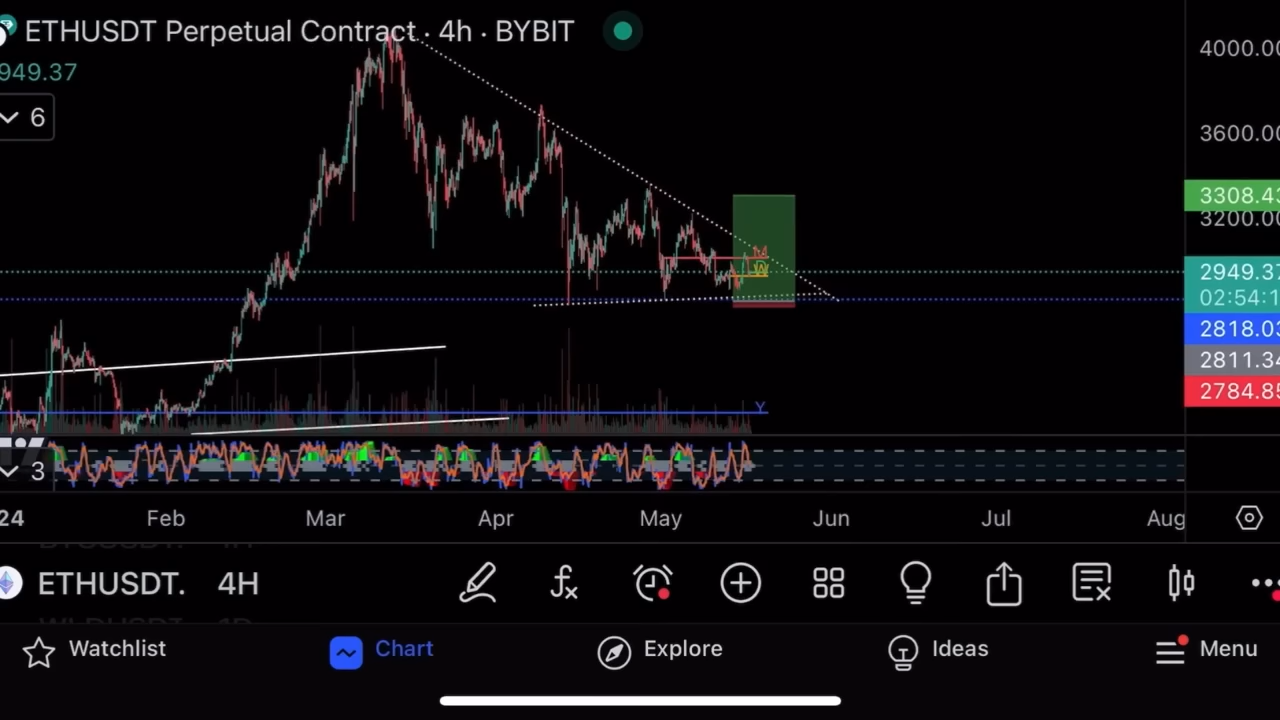 ETHUSDT Perpetual Contract · 4h · BYBIT
949.37
6
4000.00
3600.00
3308.43
3200.00
M
W
2949.37
02:54:1
2818.03
2811.34
2784.85
Y
3
24 Feb Mar Apr May Jun Jul Aug
ETHUSDT. 4H
Watchlist Chart Explore Ideas Menu